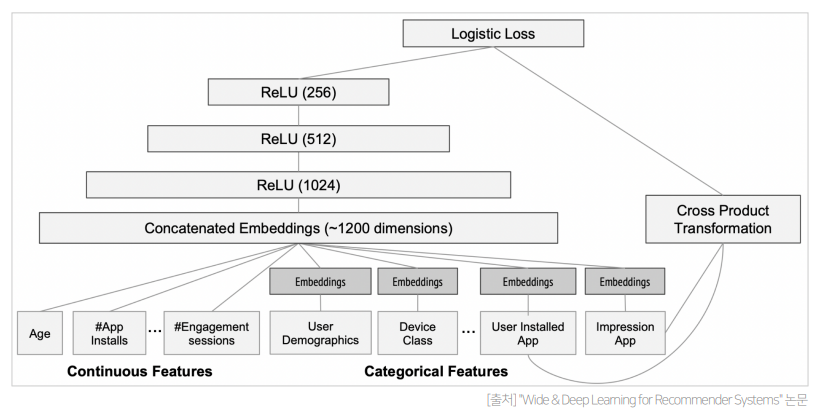 Logistic Loss
ReLU (256)
ReLU (512)
ReLU (1024)
Concatenated Embeddings (~1200 dimensions)
Cross Product
Transformation
Embeddings
Embeddings
Embeddings
Embeddings
Age
#App
Installs
...
#Engagement
sessions
User
Demographics
Device
Class
...
User Installed
App
Impression
App
Continuous Features
Categorical Features
[출처] "Wide & Deep Learning for Recommender Systems" 논문